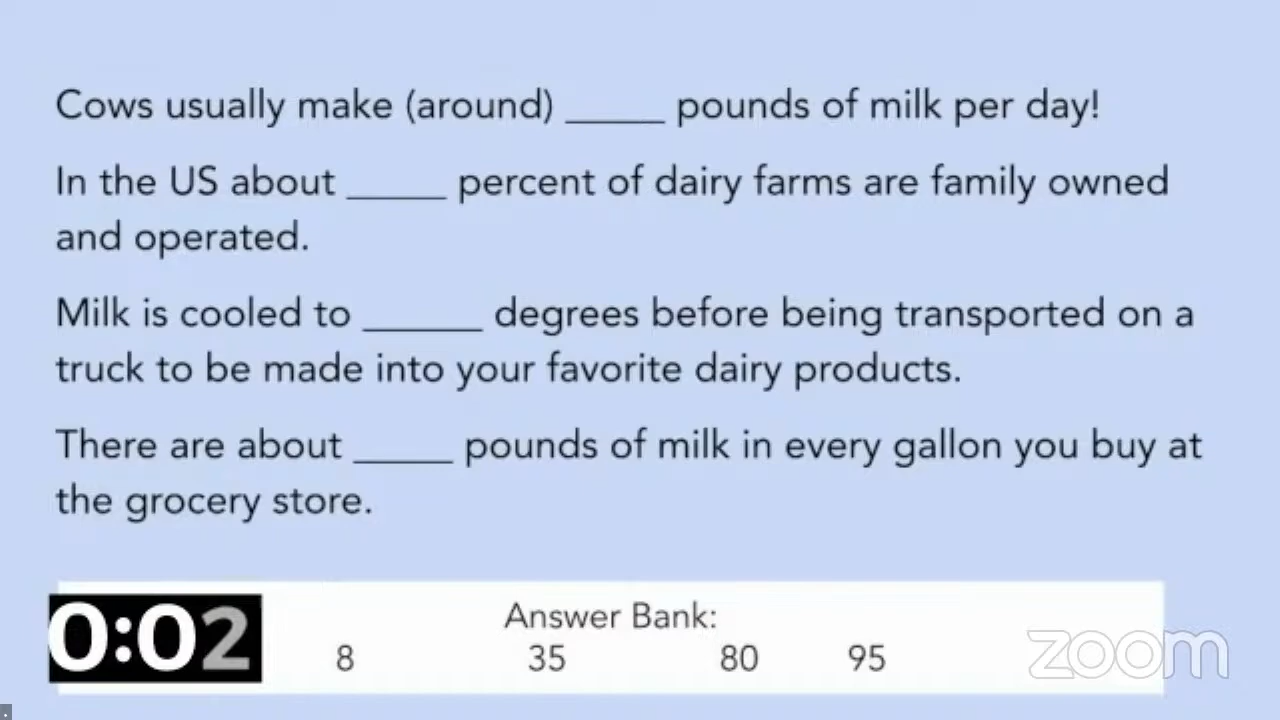 Cows usually make (around) _____ pounds of milk per day!
In the US about _____ percent of dairy farms are family owned
and operated.
Milk is cooled to ______ degrees before being transported on a
truck to be made into your favorite dairy products.
There are about _____ pounds of milk in every gallon you buy at
the grocery store.
Answer Bank:
0:02
8 35 80 95
zoom